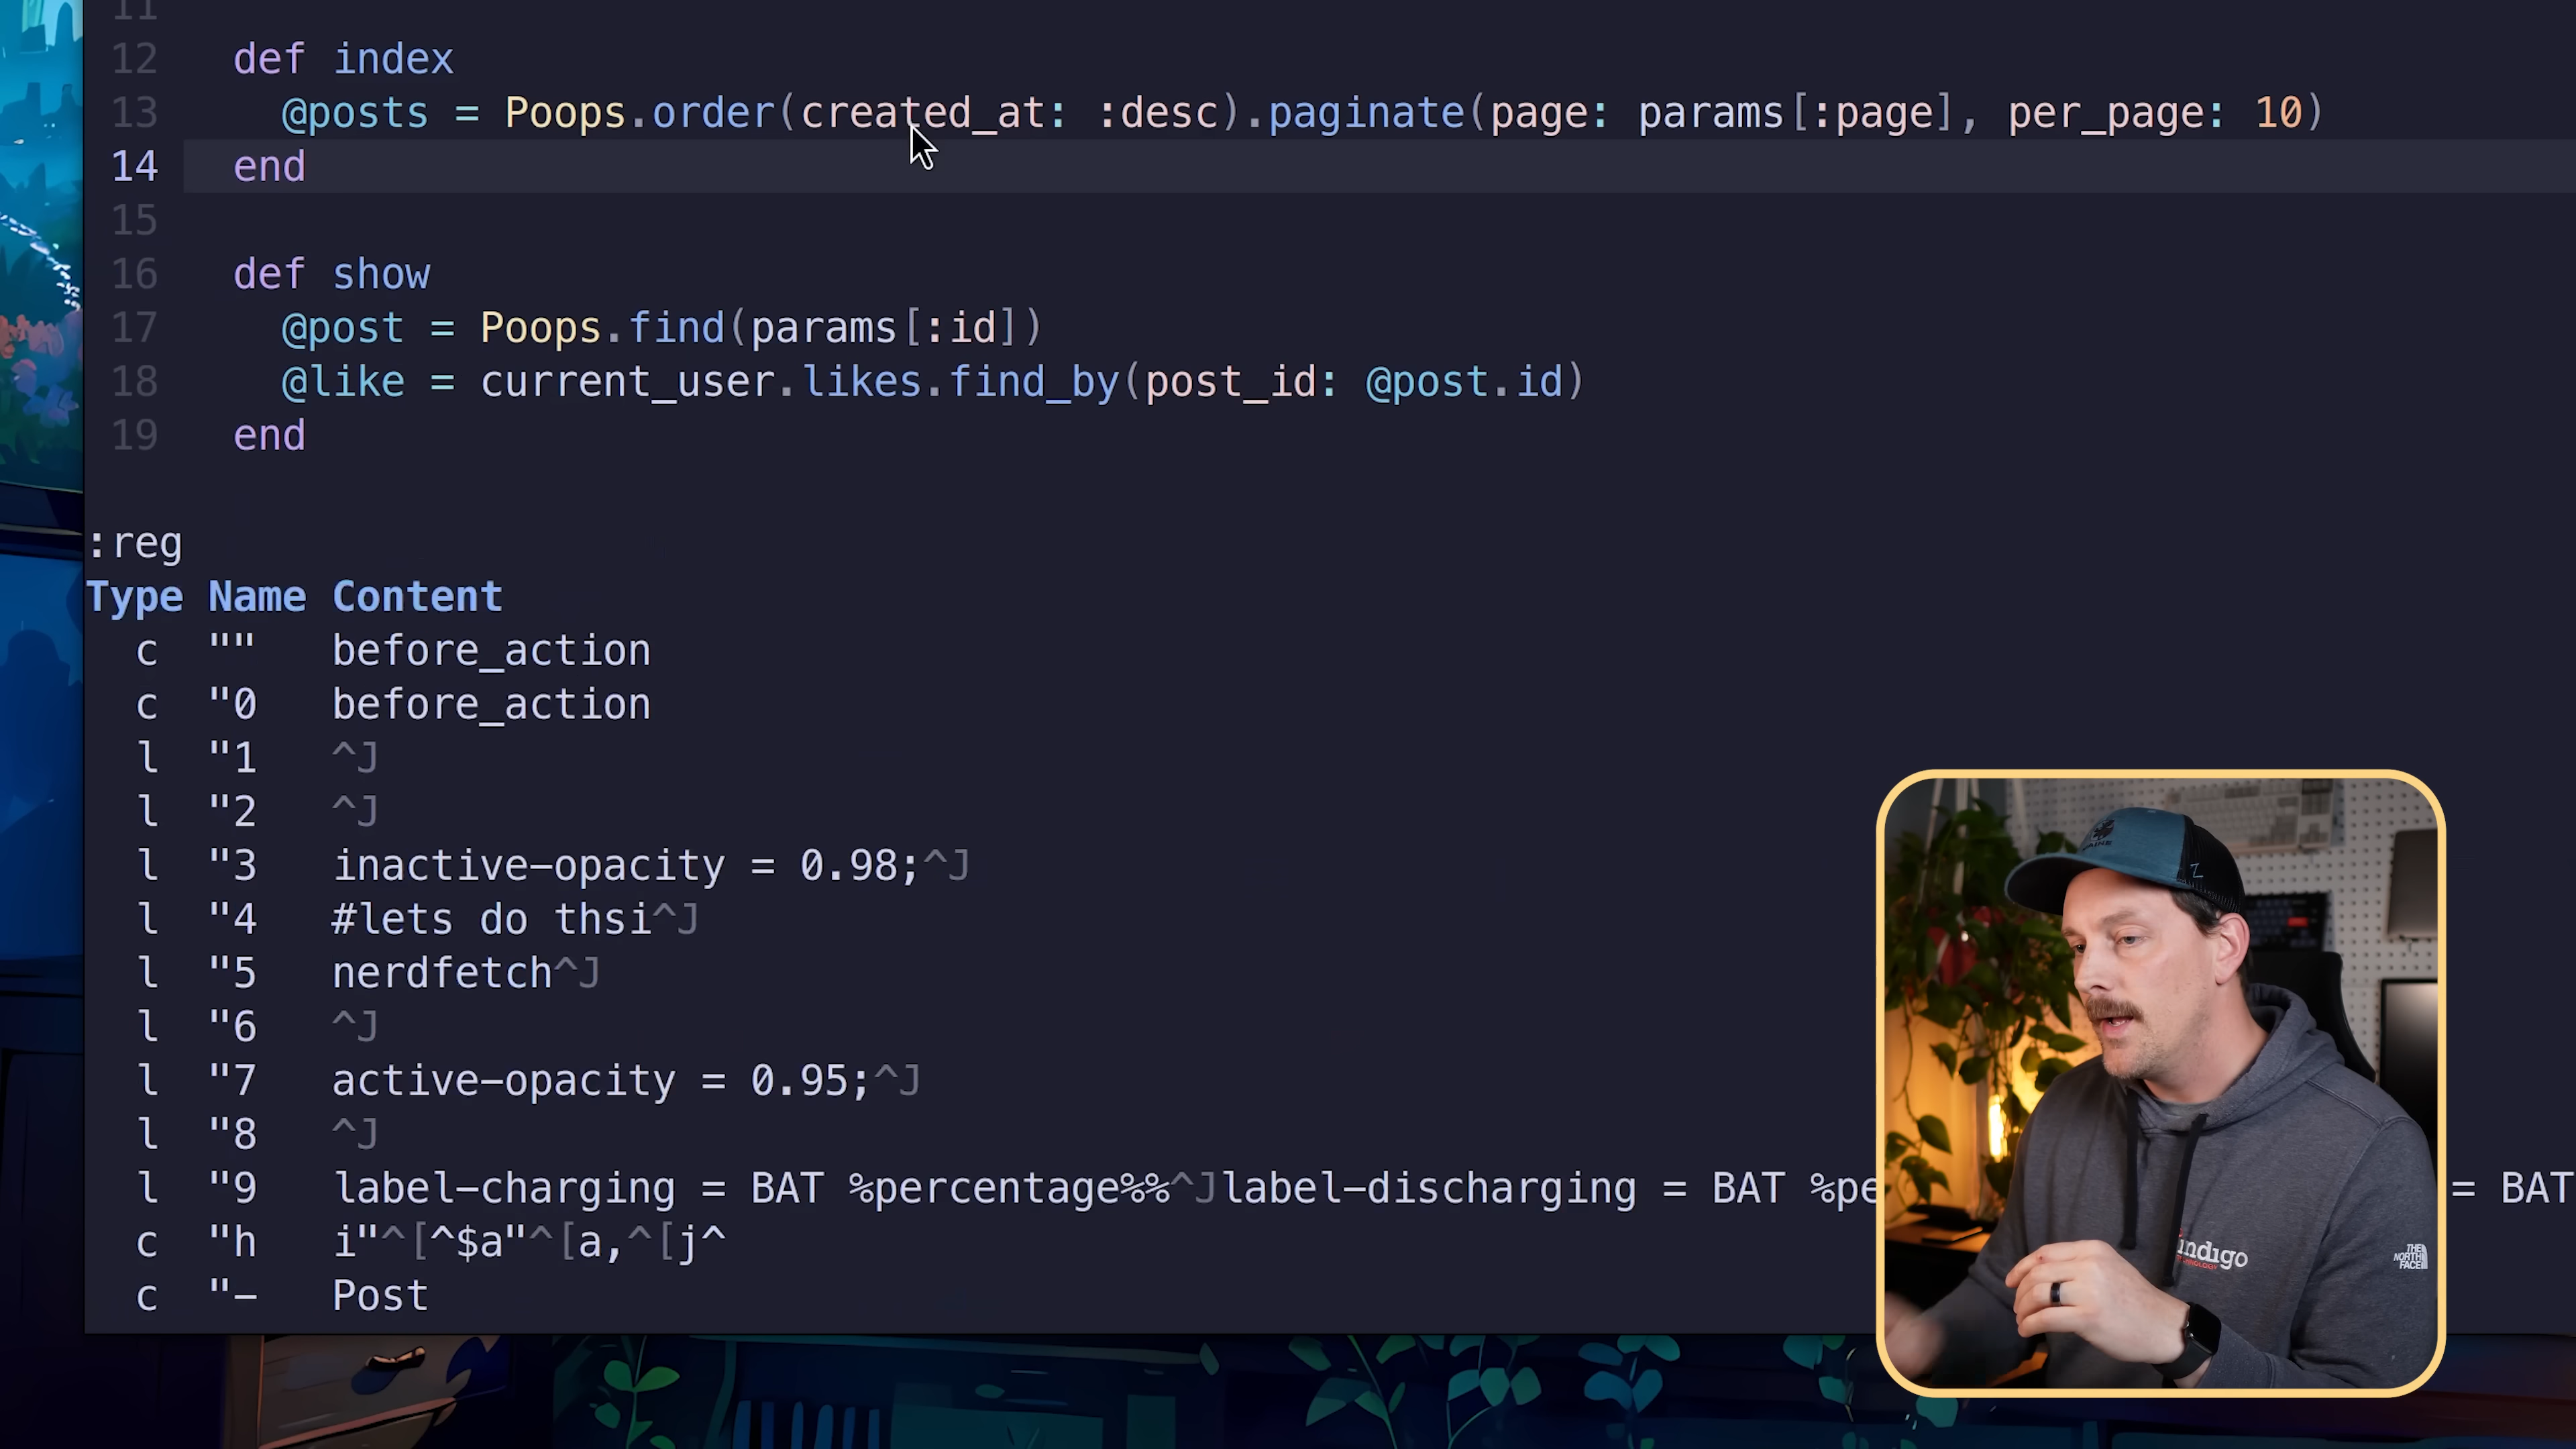 11
12 def index
13 @posts = Poops.order(created_at: :desc).paginate(page: params[:page], per_page: 10)
14 end
15
16 def show
17 @post = Poops.find(params[:id])
18 @like = current_user.likes.find_by(post_id: @post.id)
19 end
:reg
Type Name Content
c "" before_action
c "0 before_action
l "1 ^J
l "2 ^J
l "3 inactive-opacity = 0.98;^J
l "4 #lets do thsi^J
l "5 nerdfetch^J
l "6 ^J
l "7 active-opacity = 0.95;^J
l "8 ^J
l "9 label-charging = BAT %percentage%%^Jlabel-discharging = BAT %pe = BAT
c "h i"^[^$a"^[a,^[j^
c "- Post
indigo
THE NORTH FACE